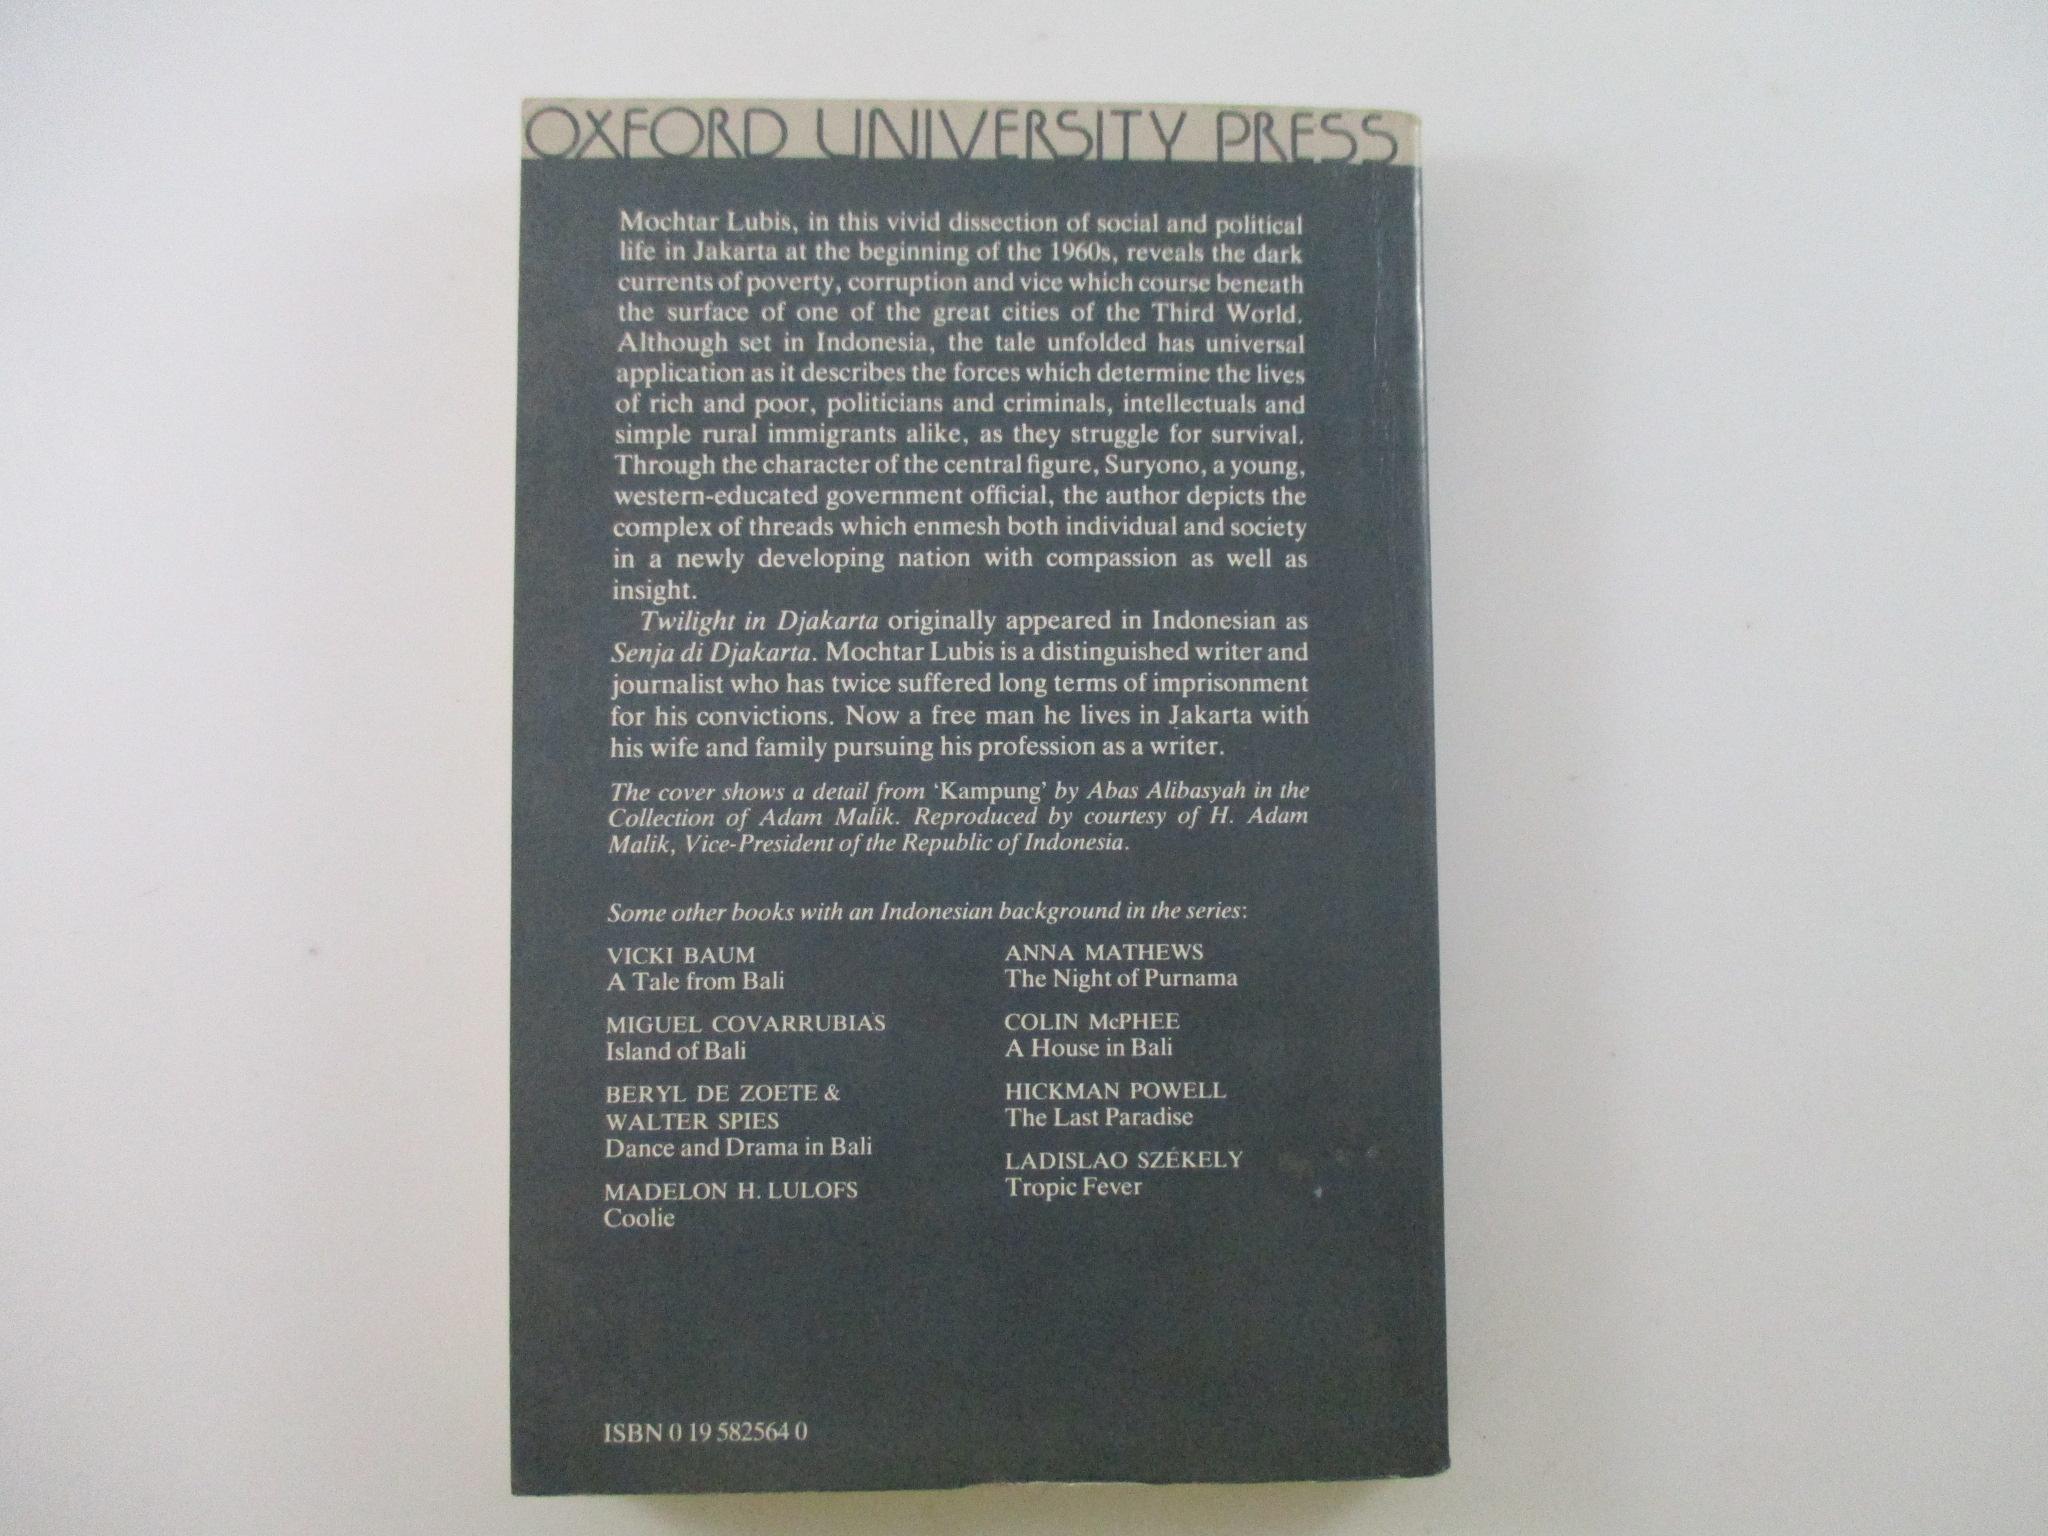 OXFORD UNIVERSITY PRESS
Mochtar Lubis, in this vivid dissection of social and political
life in Jakarta at the beginning of the 1960s, reveals the dark
currents of poverty, corruption and vice which course beneath
the surface of one of the great cities of the Third World.
Although set in Indonesia, the tale unfolded has universal
application as it describes the forces which determine the lives
of rich and poor, politicians and criminals, intellectuals and
simple rural immigrants alike, as they struggle for survival.
Through the character of the central figure, Suryono, a young,
western-educated government official, the author depicts the
complex of threads which enmesh both individual and society
in a newly developing nation with compassion as well as
insight.
Twilight in Djakarta originally appeared in Indonesian as
Senja di Djakarta. Mochtar Lubis is a distinguished writer and
journalist who has twice suffered long terms of imprisonment
for his convictions. Now a free man he lives in Jakarta with
his wife and family pursuing his profession as a writer.
The cover shows a detail from ‘Kampung’ by Abas Alibasyah in the
Collection of Adam Malik. Reproduced by courtesy of H. Adam
Malik, Vice-President of the Republic of Indonesia.
Some other books with an Indonesian background in the series:
VICKI BAUM
A Tale from Bali
MIGUEL COVARRUBIAS
Island of Bali
BERYL DE ZOETE &
WALTER SPIES
Dance and Drama in Bali
MADELON H. LULOFS
Coolie
ANNA MATHEWS
The Night of Purnama
COLIN McPHEE
A House in Bali
HICKMAN POWELL
The Last Paradise
LADISLAO SZÉKELY
Tropic Fever
ISBN 0 19 582564 0